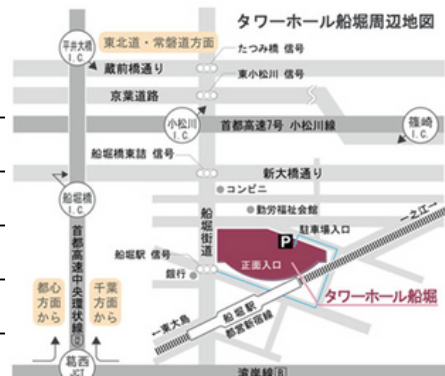 タワーホール船堀周辺地図
平井大橋
I.C.
東北道・常磐道方面
たつみ橋 信号
蔵前橋通り
東小松川 信号
京葉道路
小松川
I.C.
首都高速7号 小松川線
篠崎
I.C.
船堀橋東詰 信号
新大橋通り
船堀橋
I.C.
コンビニ
勤労福祉会館
一之江→
船堀街道
駐車場入口
P
船堀駅 信号
正面入口
銀行
首都高速中央環状線
都心
方面
から
千葉
方面
から
タワーホール船堀
船堀駅
都営新宿線
←東大島
葛西
JCT
湾岸線B